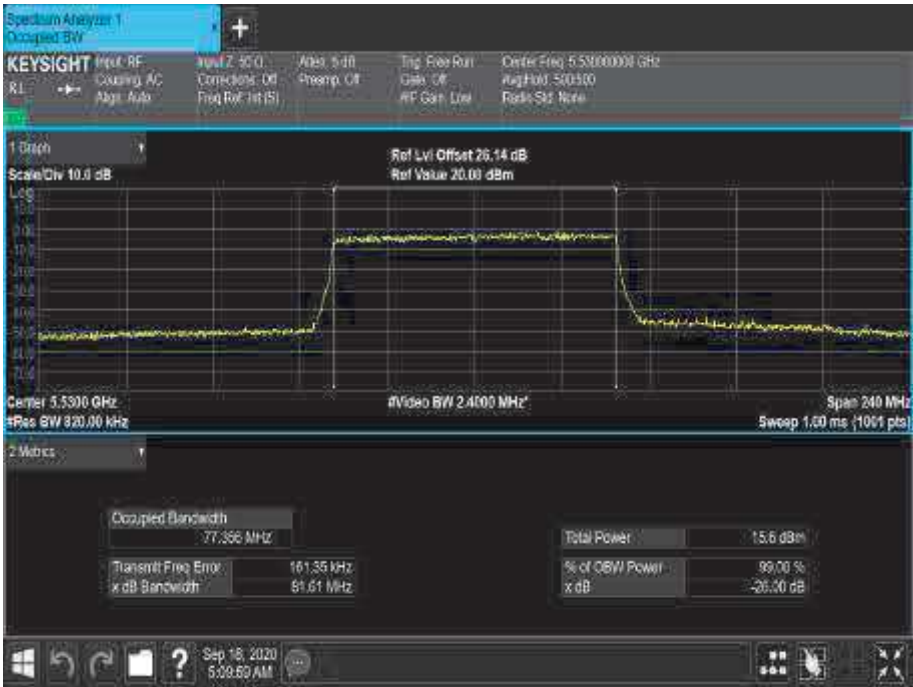 Spectrum Analyzer 1
Occupied BW
+
KEYSIGHT Input: RF
R L
Coupling: AC
Align: Auto
Input Z: 50 Ω
Corrections: Off
Freq Ref: Int (S)
Atten: 6 dB
Preamp: Off
Trig: Free Run
Gate: Off
#IF Gain: Low
Center Freq: 5.530000000 GHz
Avg|Hold: 500/500
Radio Std: None
1 Graph
Scale/Div 10.0 dB
Ref Lvl Offset 26.14 dB
Ref Value 20.00 dBm
Log
10.0
0.00
Center 5.5300 GHz
#Res BW 820.00 kHz
#Video BW 2.4000 MHz*
Span 240 MHz
Sweep 1.00 ms (1001 pts)
2 Metrics
Occupied Bandwidth
77.366 MHz
Transmit Freq Error 161.35 kHz
x dB Bandwidth 81.61 MHz
Total Power 15.6 dBm
% of OBW Power 99.00 %
x dB -26.00 dB
?
Sep 18, 2020